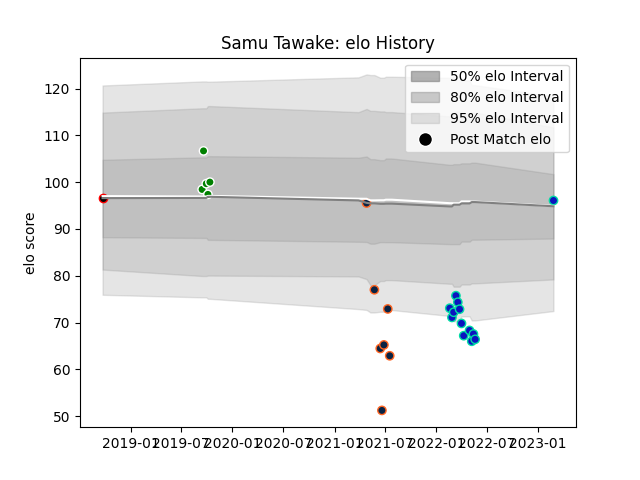 Samu Tawake: elo History
50% elo Interval
80% elo Interval
95% elo Interval
Post Match elo
elo score
120
110
100
90
80
70
60
50
2019-01 2019-07 2020-01 2020-07 2021-01 2021-07 2022-01 2022-07 2023-01